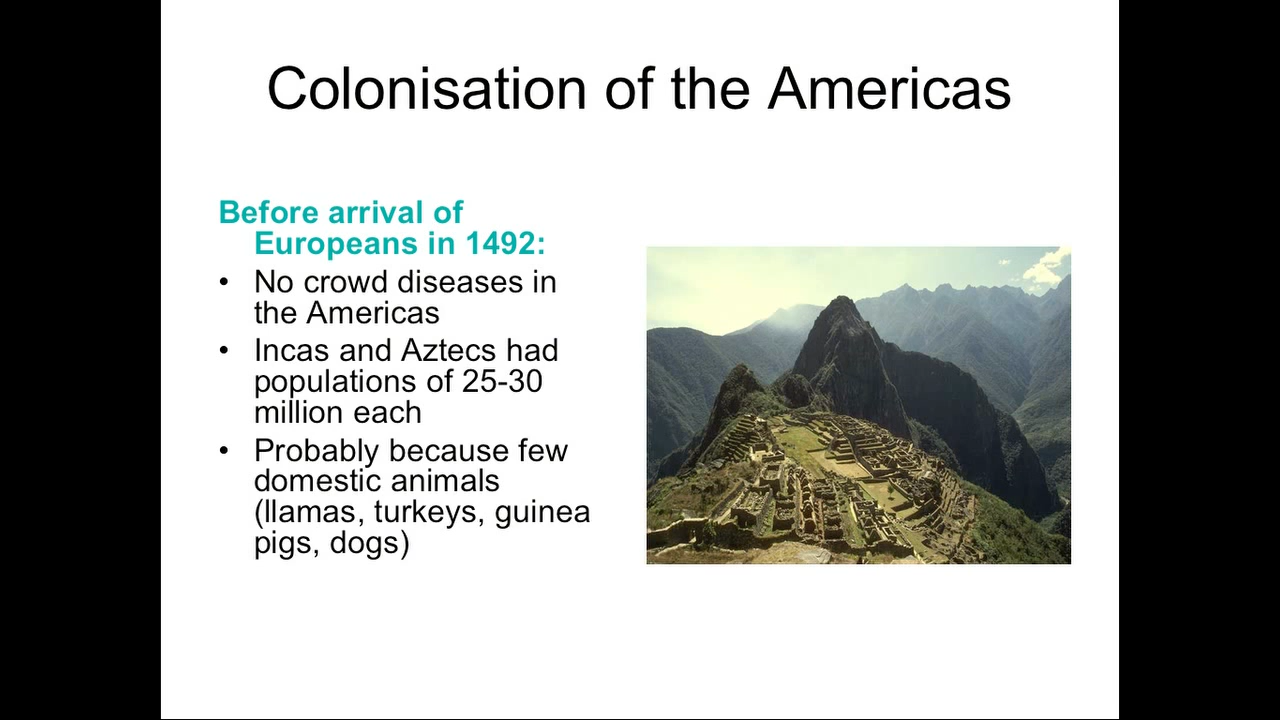 Colonisation of the Americas
Before arrival of
Europeans in 1492:
• No crowd diseases in
the Americas
• Incas and Aztecs had
populations of 25-30
million each
• Probably because few
domestic animals
(llamas, turkeys, guinea
pigs, dogs)